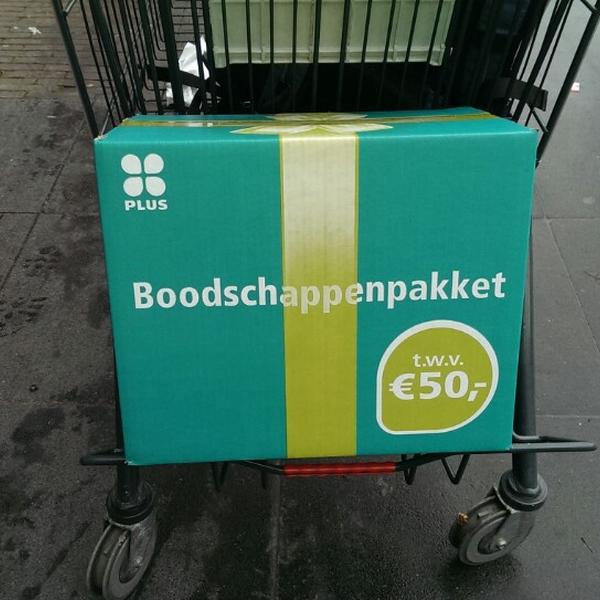 PLUS
Boodschappenpakket
t.w.v.
€50,-